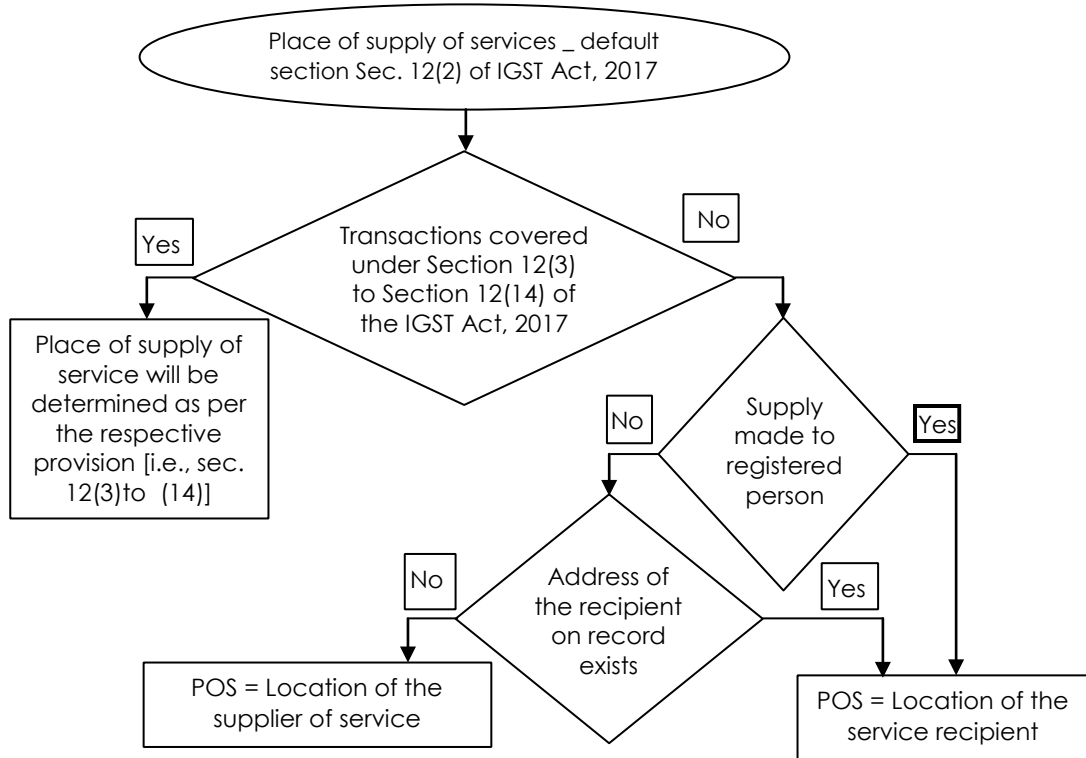 Place of supply of services _ default
section Sec. 12(2) of IGST Act, 2017
Yes
No
Transactions covered
under Section 12(3)
to Section 12(14) of
the IGST Act, 2017
Place of supply of
service will be
determined as per
the respective
provision [i.e., sec.
12(3)to (14)]
No
Yes
Supply
made to
registered
person
No
Yes
Address of
the recipient
on record
exists
POS = Location of the
supplier of service
POS = Location of the
service recipient